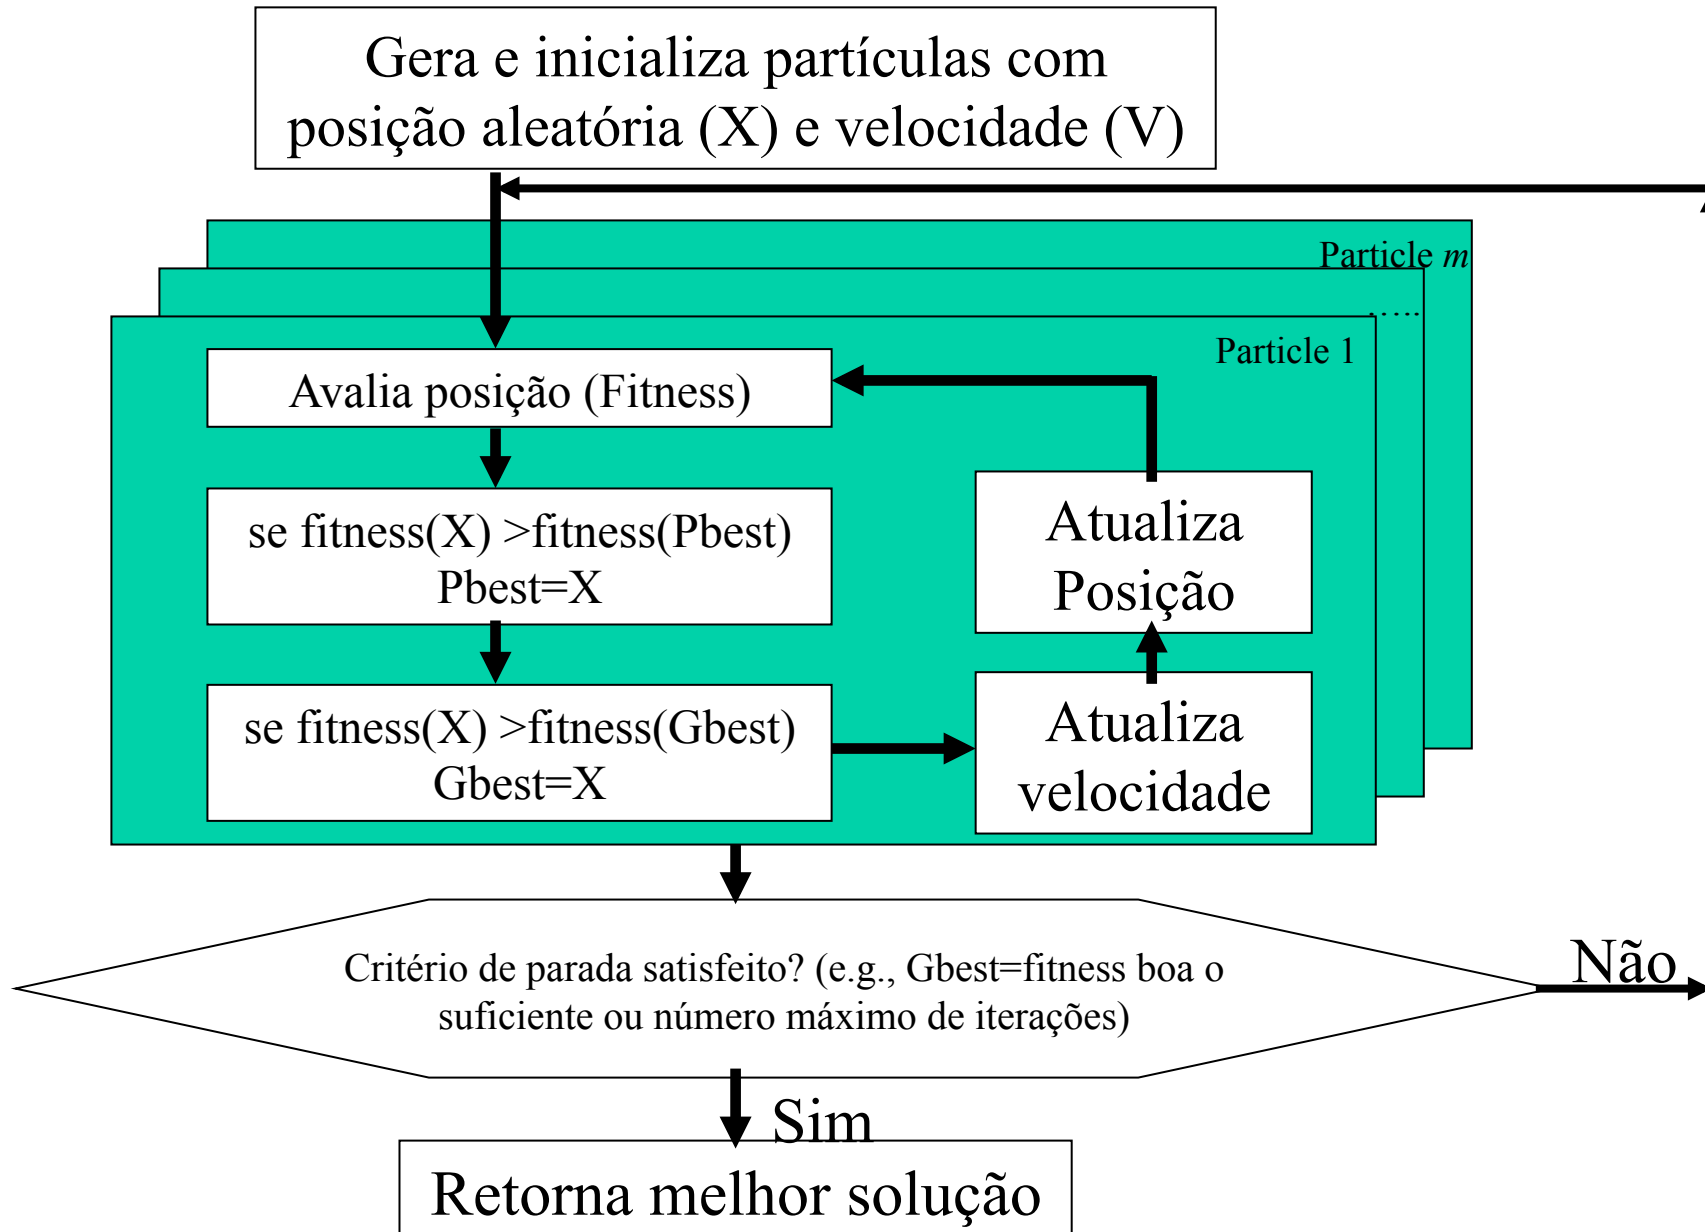 Gera e inicializa partículas com
posição aleatória (X) e velocidade (V)
Particle m
.....
Particle 1
Avalia posição (Fitness)
se fitness(X) >fitness(Pbest)
Pbest=X
se fitness(X) >fitness(Gbest)
Gbest=X
Atualiza
Posição
Atualiza
velocidade
Critério de parada satisfeito? (e.g., Gbest=fitness boa o
suficiente ou número máximo de iterações)
Não
Sim
Retorna melhor solução